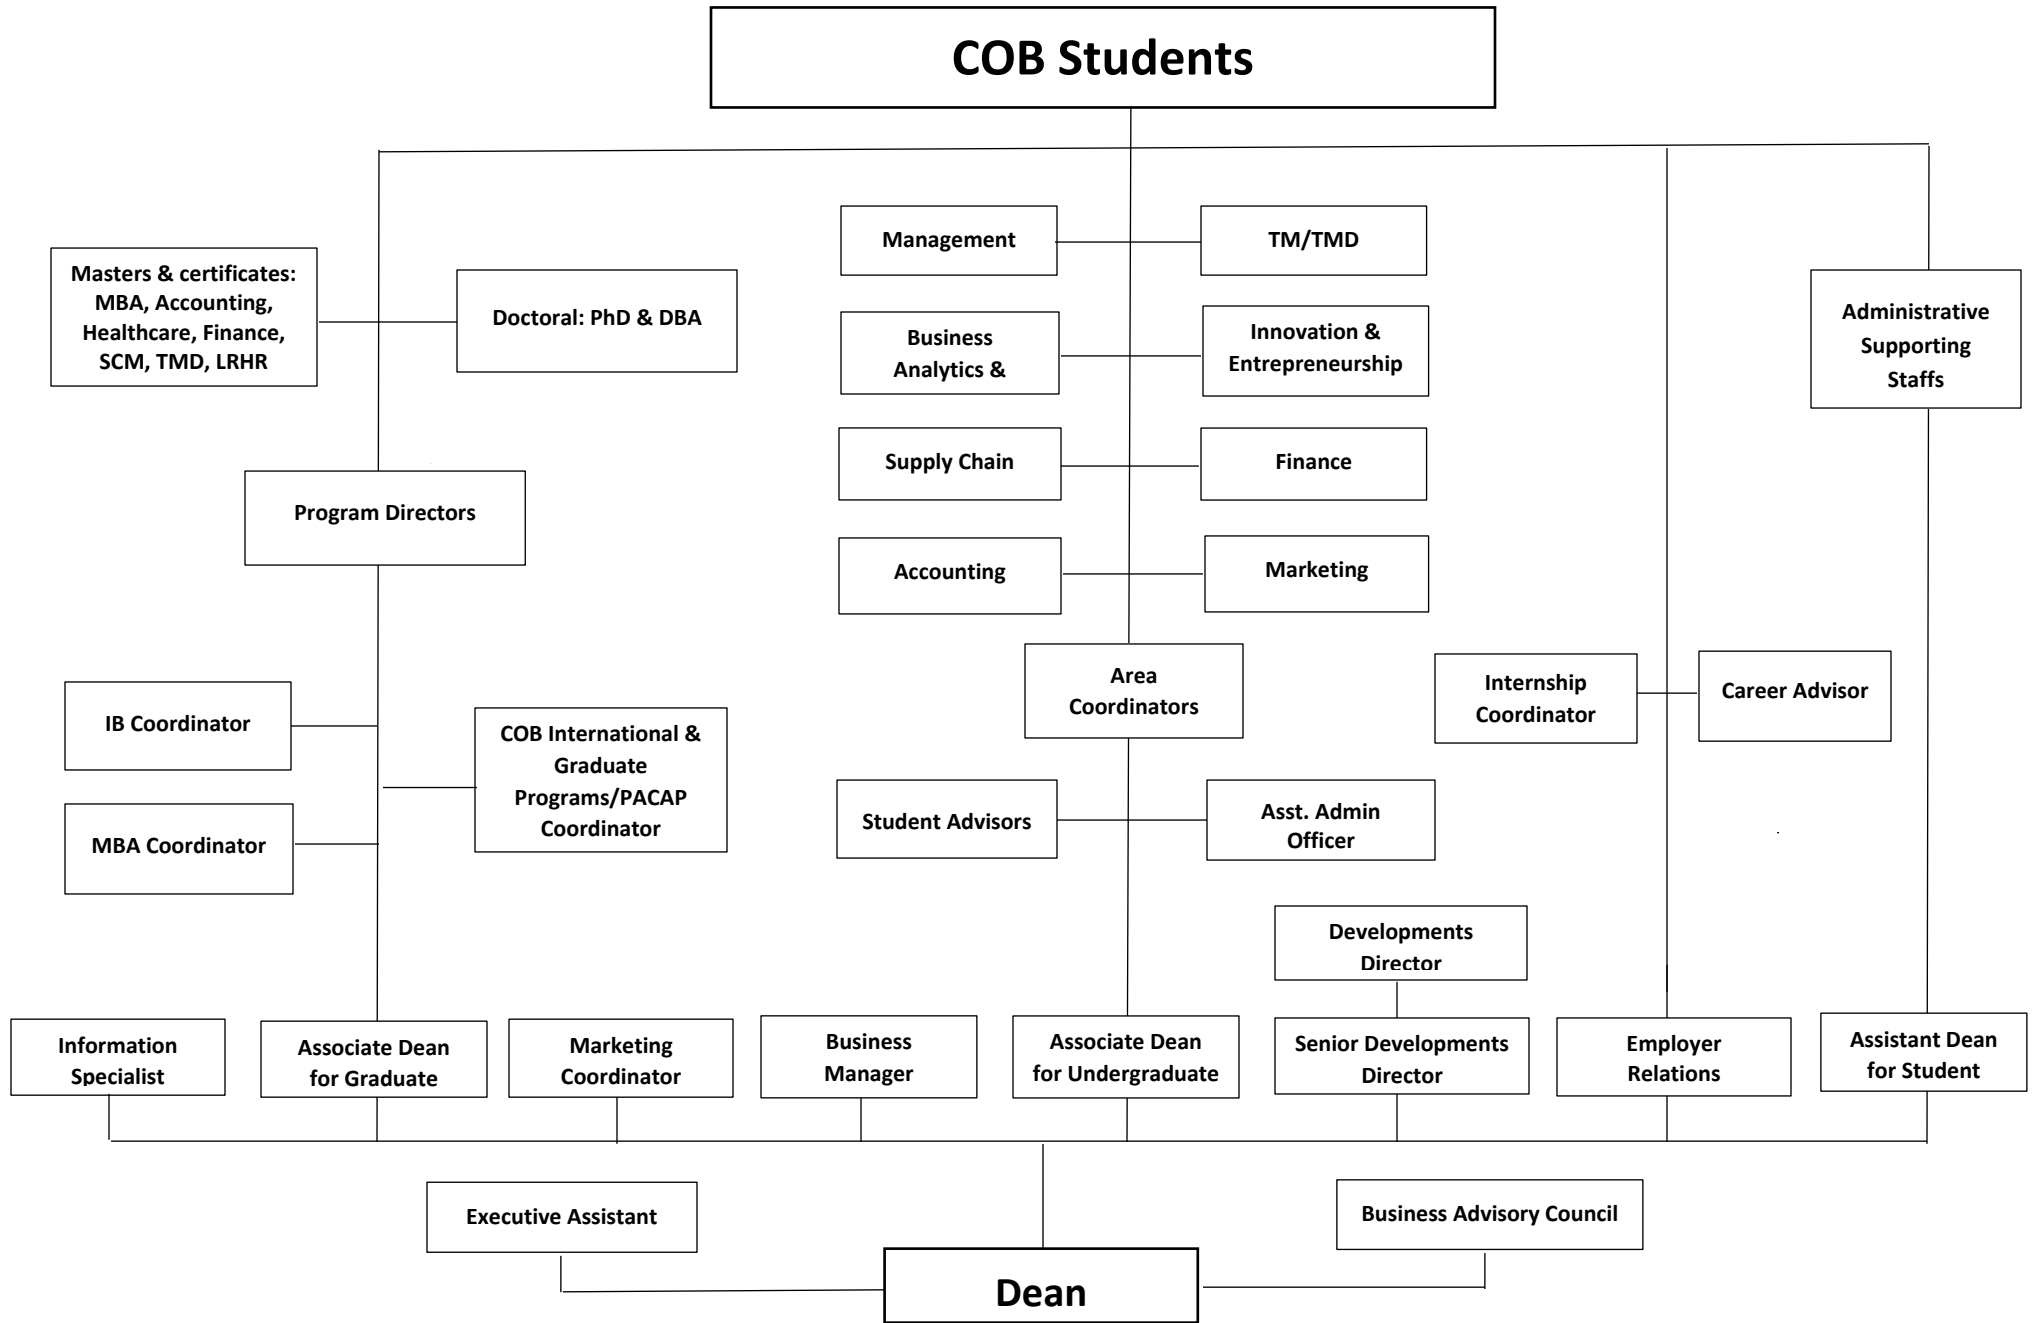 COB Students
Management
TM/TMD
Masters & certificates:
MBA, Accounting,
Healthcare, Finance,
SCM, TMD, LRHR
Doctoral: PhD & DBA
Business
Analytics &
Innovation &
Entrepreneurship
Administrative
Supporting
Staffs
Supply Chain
Finance
Program Directors
Accounting
Marketing
Area
Coordinators
Internship
Coordinator
Career Advisor
IB Coordinator
COB International &
Graduate
Programs/PACAP
Coordinator
MBA Coordinator
Student Advisors
Asst. Admin
Officer
Developments
Director
Information
Specialist
Associate Dean
for Graduate
Marketing
Coordinator
Business
Manager
Associate Dean
for Undergraduate
Senior Developments
Director
Employer
Relations
Assistant Dean
for Student
Executive Assistant
Business Advisory Council
Dean